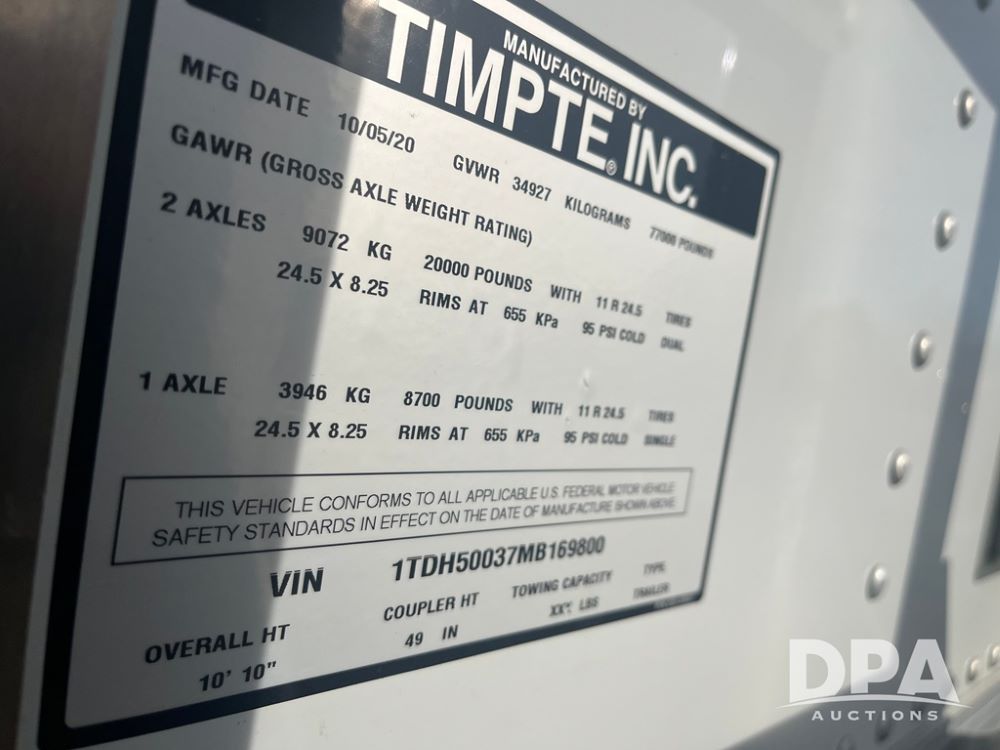 MANUFACTURED BY
TIMPTE® INC.
MFG DATE 10/05/20 GVWR 34927 KILOGRAMS 77000 POUNDS
GAWR (GROSS AXLE WEIGHT RATING)
2 AXLES 9072 KG 20000 POUNDS WITH 11 R 24.5 TIRES
24.5 X 8.25 RIMS AT 655 KPa 95 PSI COLD DUAL
1 AXLE 3946 KG 8700 POUNDS WITH 11 R 24.5 TIRES
24.5 X 8.25 RIMS AT 655 KPa 95 PSI COLD SINGLE
THIS VEHICLE CONFORMS TO ALL APPLICABLE U.S. FEDERAL MOTOR VEHICLE
SAFETY STANDARDS IN EFFECT ON THE DATE OF MANUFACTURE SHOWN ABOVE
VIN 1TDH50037MB169800
OVERALL HT COUPLER HT TOWING CAPACITY TYPE
10' 10" 49 IN LBS TRAILER
DPA
AUCTIONS